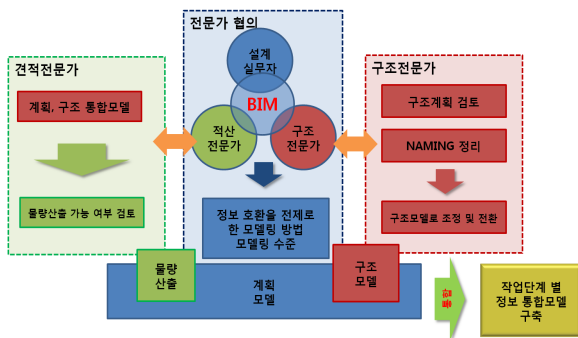 전문가 협의
견적전문가
구조전문가
설계
실무자
BIM
적산
전문가
구조
전문가
계획, 구조 통합모델
물량산출 가능 여부 검토
구조계획 검토
NAMING 정리
구조모델로 조정 및 전환
정보 호환을 전제로
한 모델링 방법
모델링 수준
물량
산출
계획
모델
구조
모델
활용
작업단계 별
정보 통합모델
구축